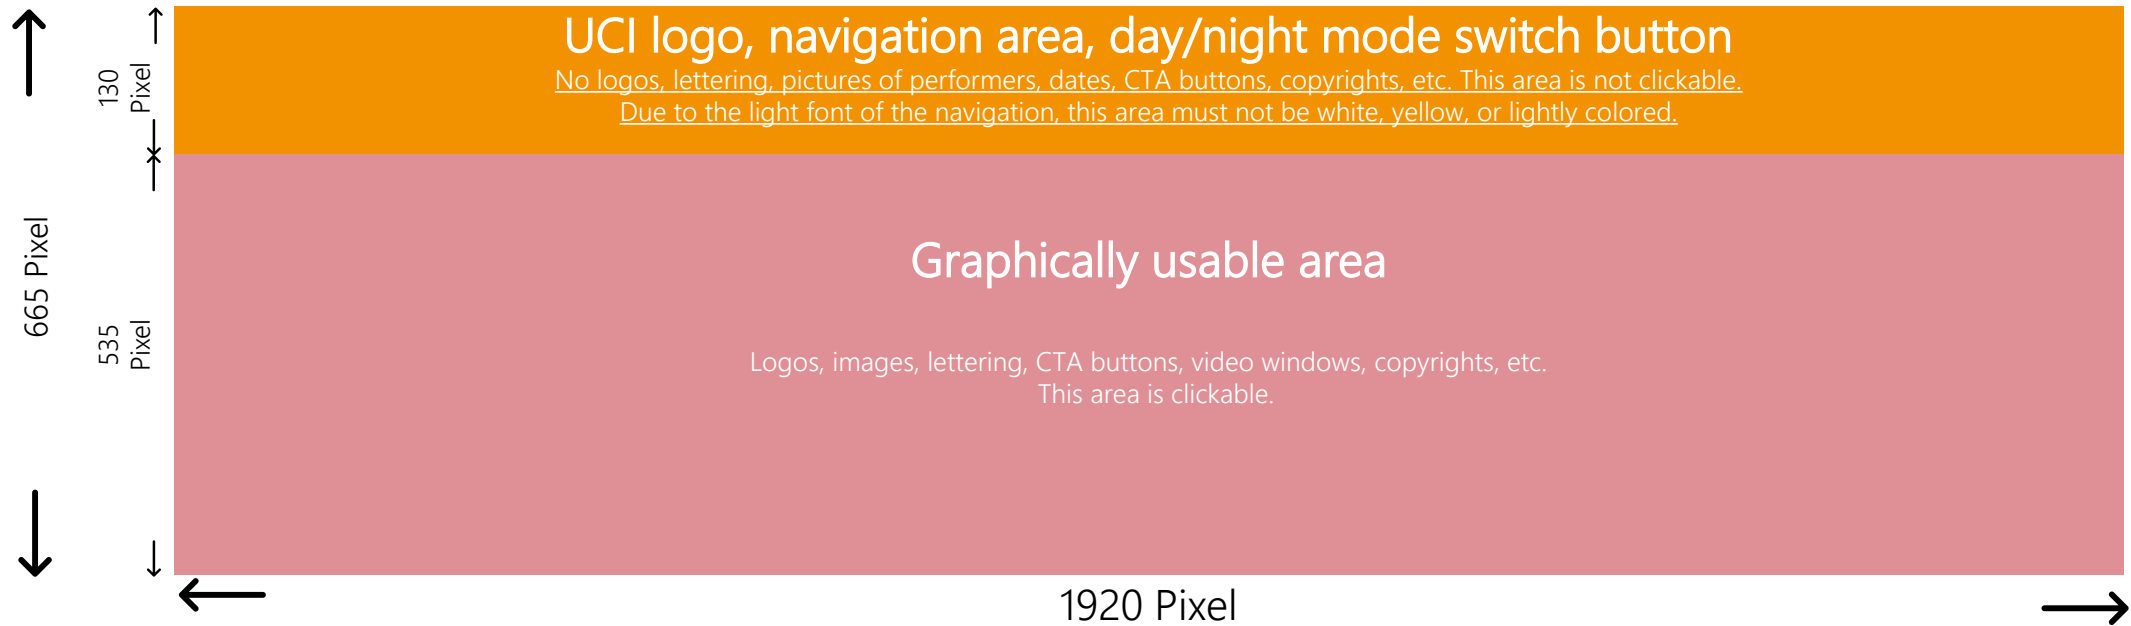 UCI logo, navigation area, day/night mode switch button
No logos, lettering, pictures of performers, dates, CTA buttons, copyrights, etc. This area is not clickable.
Due to the light font of the navigation, this area must not be white, yellow, or lightly colored.
130
Pixel
665 Pixel
Graphically usable area
535
Pixel
Logos, images, lettering, CTA buttons, video windows, copyrights, etc.
This area is clickable.
1920 Pixel